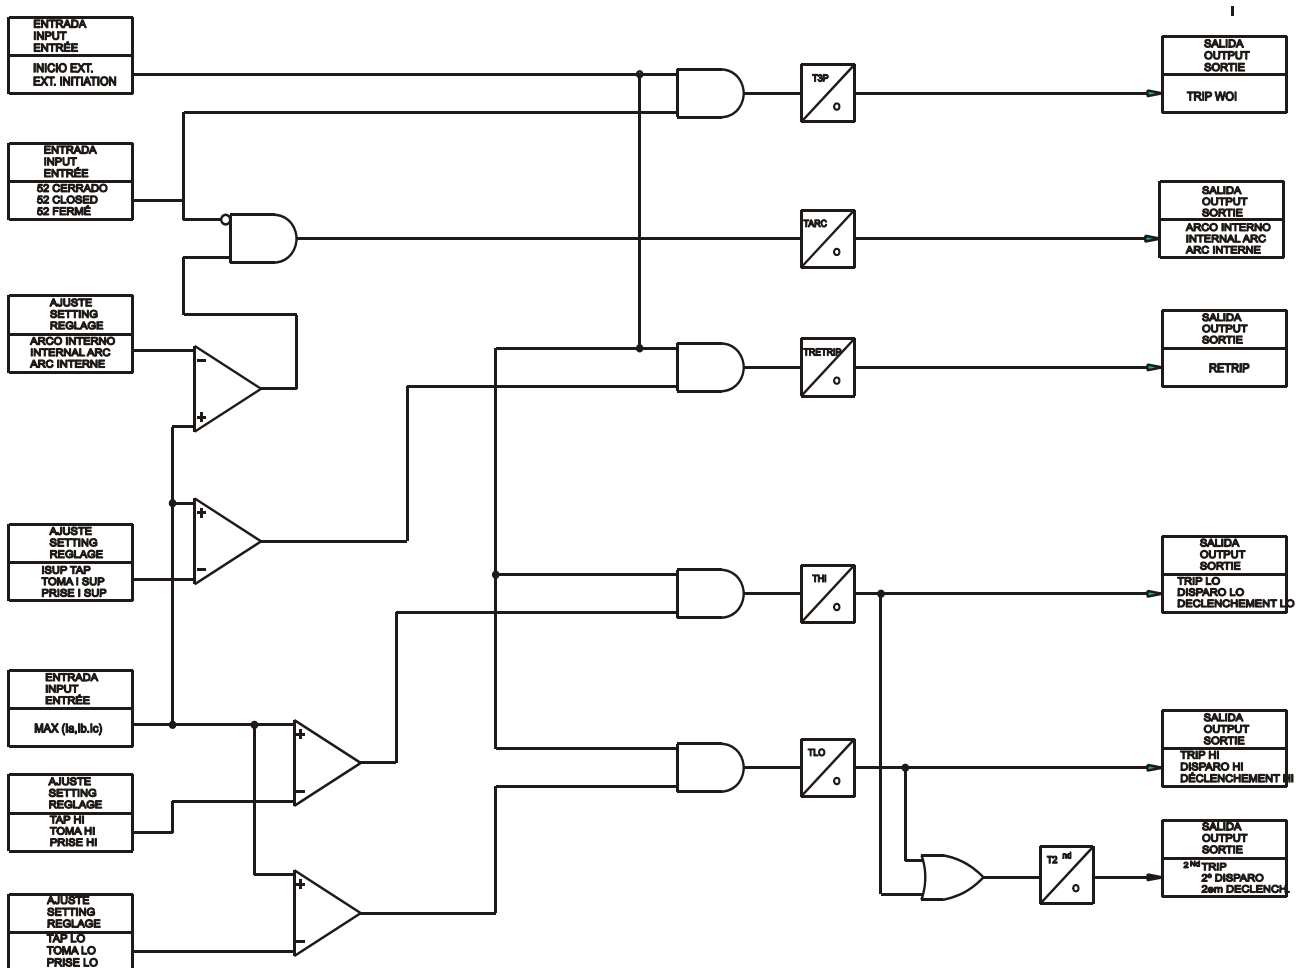 ENTRADA
INPUT
ENTRÉE
INICIO EXT.
EXT. INITIATION
ENTRADA
INPUT
ENTRÉE
52 CERRADO
52 CLOSED
52 FERMÉ
AJUSTE
SETTING
REGLAGE
ARCO INTERNO
INTERNAL ARC
ARC INTERNE
AJUSTE
SETTING
REGLAGE
ISUP TAP
TOMA I SUP
PRISE I SUP
ENTRADA
INPUT
ENTRÉE
MAX (Ia,Ib.Ic)
AJUSTE
SETTING
REGLAGE
TAP HI
TOMA HI
PRISE HI
AJUSTE
SETTING
REGLAGE
TAP LO
TOMA LO
PRISE LO
-
+
+
-
+
-
+
-
T3P
O
TARC
O
TRETRIP
O
THI
O
TLO
O
T2 nd
O
SALIDA
OUTPUT
SORTIE
TRIP WOI
SALIDA
OUTPUT
SORTIE
ARCO INTERNO
INTERNAL ARC
ARC INTERNE
SALIDA
OUTPUT
SORTIE
RETRIP
SALIDA
OUTPUT
SORTIE
TRIP LO
DISPARO LO
DECLENCHEMENT LO
SALIDA
OUTPUT
SORTIE
TRIP HI
DISPARO HI
DÉCLENCHEMENT HI
SALIDA
OUTPUT
SORTIE
2 Nd TRIP
2º DISPARO
2em DECLENCH.